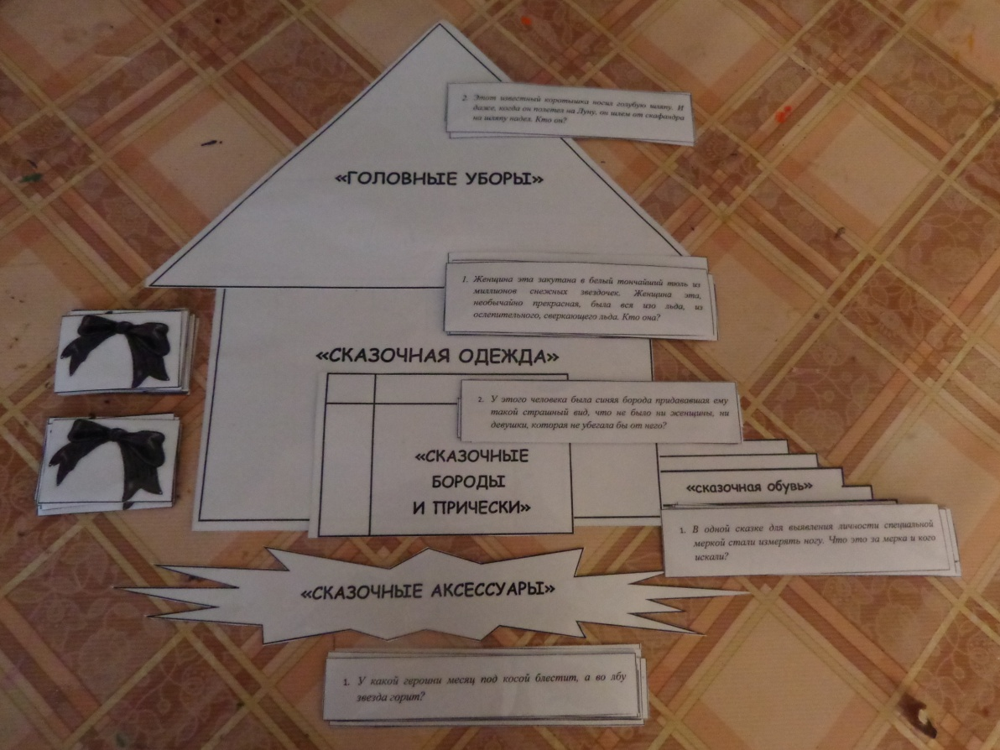 2. Этот известный коротышка носил голубую шляпу. И
даже, когда он полетел на Луну, он шлем от скафандра
на шляпу надел. Кто он?
«ГОЛОВНЫЕ УБОРЫ»
1. Женщина эта закутана в белый тончайший тюль из
миллионов снежных звездочек. Женщина эта,
необычайно прекрасная, была вся изо льда, из
ослепительного, сверкающего льда. Кто она?
«СКАЗОЧНАЯ ОДЕЖДА»
2. У этого человека была синяя борода придававшая ему
такой страшный вид, что не было ни женщины, ни
девушки, которая не убегала бы от него?
«СКАЗОЧНЫЕ
БОРОДЫ
И ПРИЧЕСКИ»
«сказочная обувь»
1. В одной сказке для выявления личности специальной
меркой стали измерять ногу. Что это за мерка и кого
искали?
«СКАЗОЧНЫЕ АКСЕССУАРЫ»
1. У какой героини месяц под косой блестит, а во лбу
звезда горит?